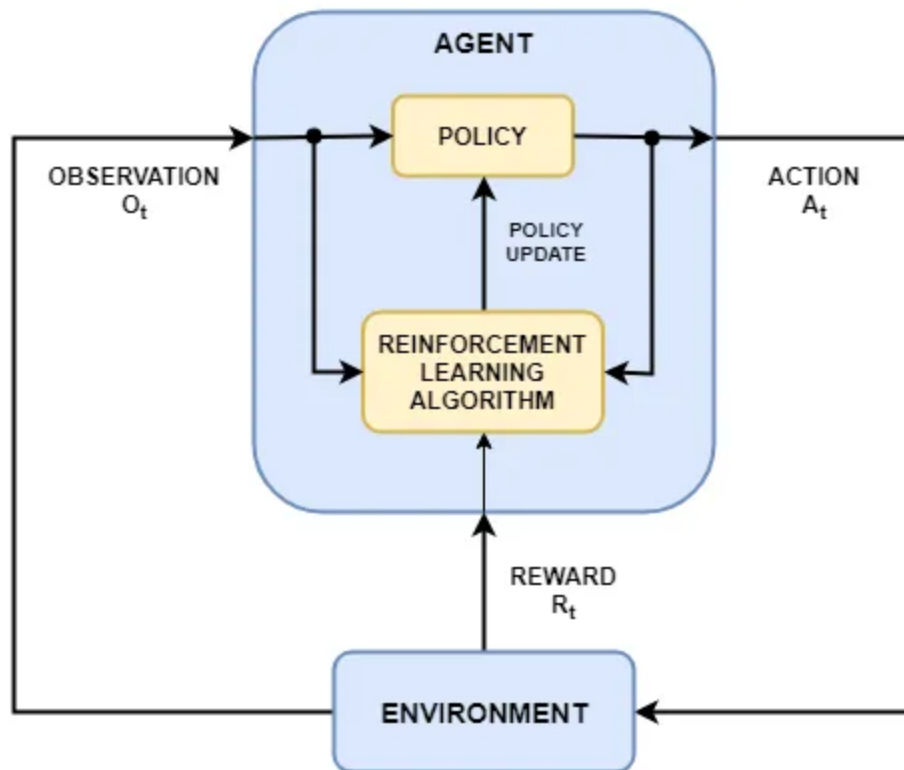 AGENT
POLICY
OBSERVATION
Oₜ
ACTION
Aₜ
POLICY
UPDATE
REINFORCEMENT
LEARNING
ALGORITHM
REWARD
Rₜ
ENVIRONMENT